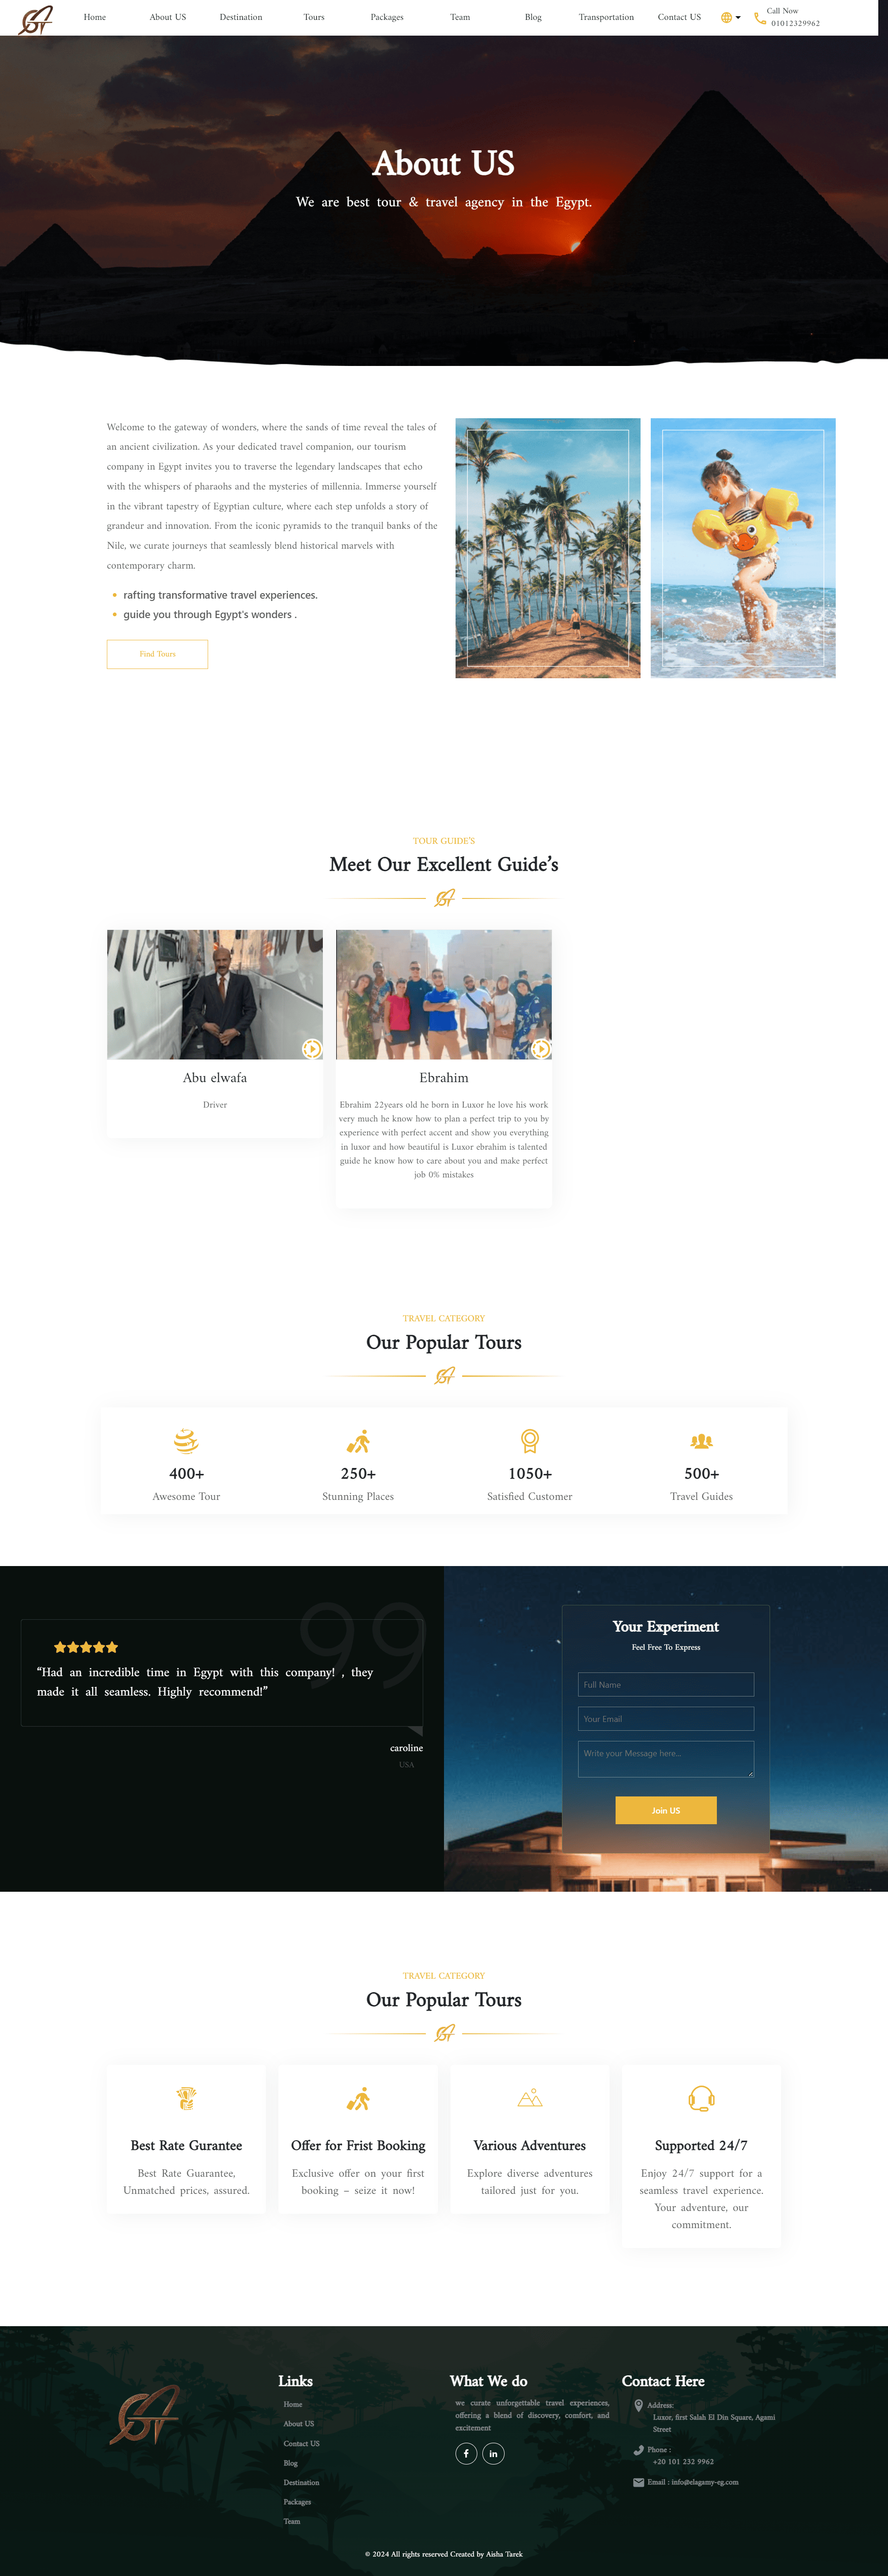 Home
About US
Destination
Tours
Packages
Team
Blog
Transportation
Contact US
Call Now
01012329962
About US
We are best tour & travel agency in the Egypt.
Welcome to the gateway of wonders, where the sands of time reveal the tales of
an ancient civilization. As your dedicated travel companion, our tourism
company in Egypt invites you to traverse the legendary landscapes that echo
with the whispers of pharaohs and the mysteries of millennia. Immerse yourself
in the vibrant tapestry of Egyptian culture, where each step unfolds a story of
grandeur and innovation. From the iconic pyramids to the tranquil banks of the
Nile, we curate journeys that seamlessly blend historical marvels with
contemporary charm.
rafting transformative travel experiences.
guide you through Egypt's wonders .
Find Tours
TOUR GUIDE'S
Meet Our Excellent Guide's
Abu elwafa
Driver
Ebrahim
Ebrahim 22years old he born in Luxor he love his work
very much he know how to plan a perfect trip to you by
experience with perfect accent and show you everything
in luxor and how beautiful is Luxor ebrahim is talented
guide he know how to care about you and make perfect
job 0% mistakes
TRAVEL CATEGORY
Our Popular Tours
400+
Awesome Tour
250+
Stunning Places
1050+
Satisfied Customer
500+
Travel Guides
“Had an incredible time in Egypt with this company! , they
made it all seamless. Highly recommend!”
caroline
USA
Your Experiment
Feel Free To Express
Full Name
Your Email
Write your Message here...
Join US
TRAVEL CATEGORY
Our Popular Tours
Best Rate Gurantee
Best Rate Guarantee,
Unmatched prices, assured.
Offer for Frist Booking
Exclusive offer on your first
booking – seize it now!
Various Adventures
Explore diverse adventures
tailored just for you.
Supported 24/7
Enjoy 24/7 support for a
seamless travel experience.
Your adventure, our
commitment.
Links
Home
About US
Contact US
Blog
Destination
Packages
Team
What We do
we curate unforgettable travel experiences,
offering a blend of discovery, comfort, and
excitement
Contact Here
Address:
Luxor, first Salah El Din Square, Agami
Street
Phone :
+20 101 232 9962
Email : info@elagamy-eg.com
© 2024 All rights reserved Created by Aisha Tarek